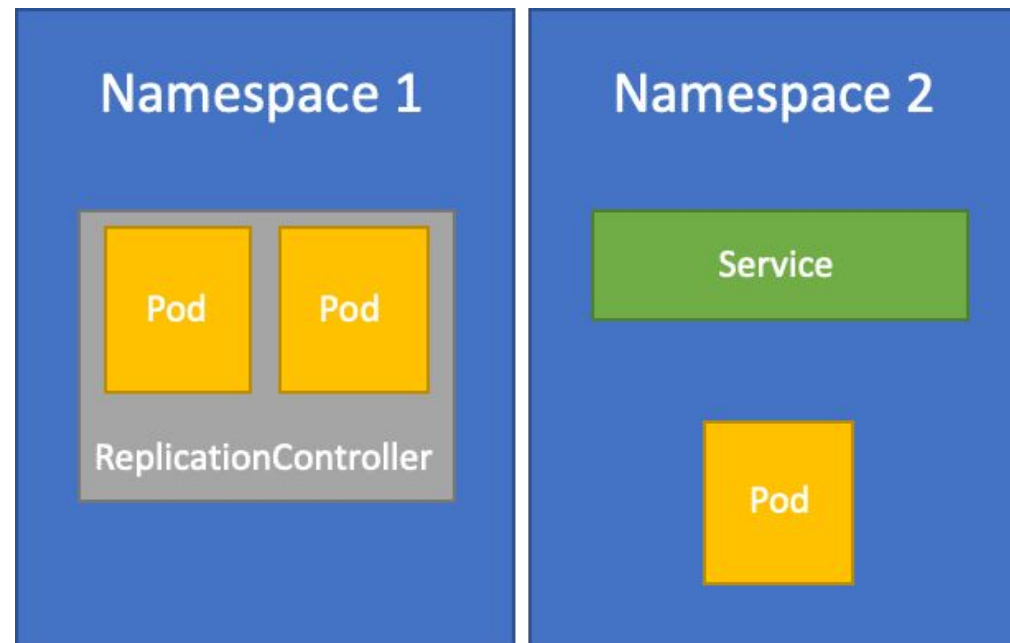 Namespace 1
Pod
Pod
ReplicationController
Namespace 2
Service
Pod